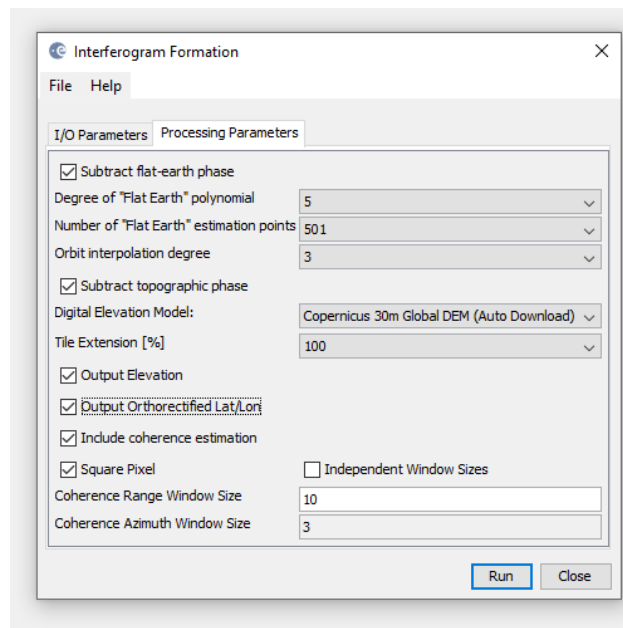 Interferogram Formation
File Help
I/O Parameters Processing Parameters
Subtract flat-earth phase
Degree of "Flat Earth" polynomial 5
Number of "Flat Earth" estimation points 501
Orbit interpolation degree 3
Subtract topographic phase
Digital Elevation Model: Copernicus 30m Global DEM (Auto Download)
Tile Extension [%] 100
Output Elevation
Output Orthorectified Lat/Lon
Include coherence estimation
Square Pixel Independent Window Sizes
Coherence Range Window Size 10
Coherence Azimuth Window Size 3
Run Close